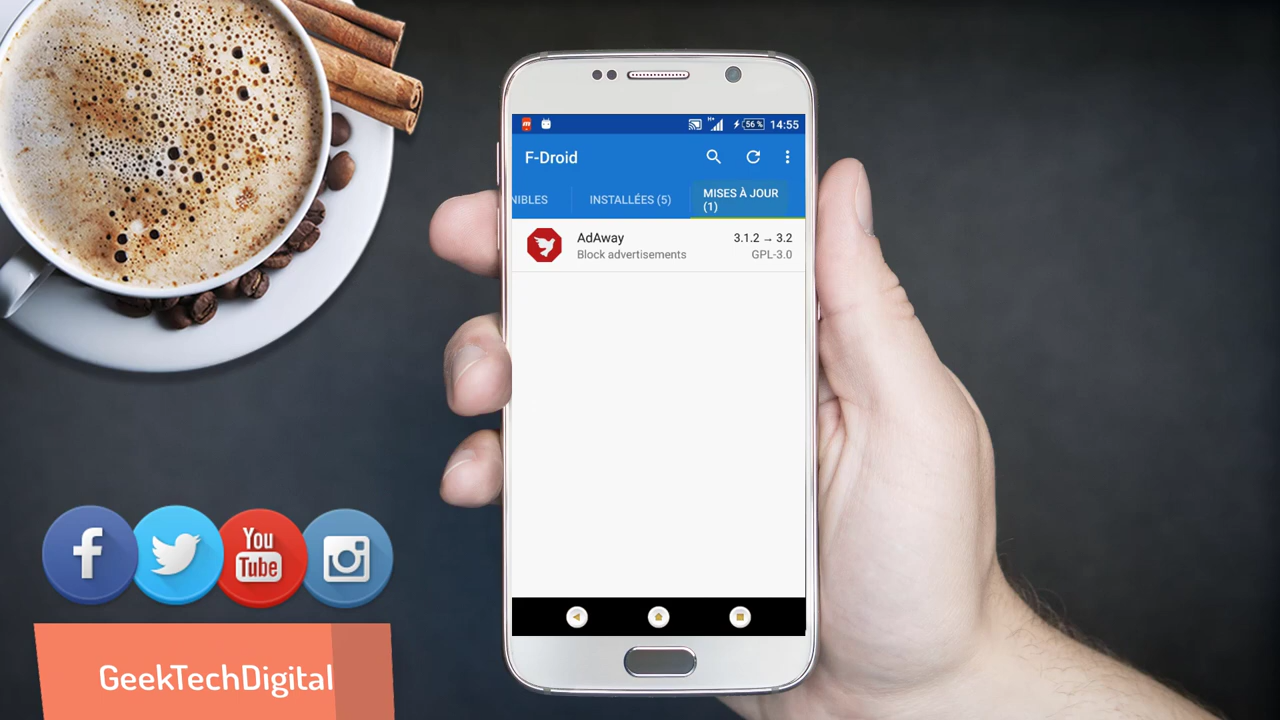 H+
56 %
14:55
F-Droid
NIBLES
INSTALLÉES (5)
MISES À JOUR
(1)
AdAway
3.1.2 → 3.2
Block advertisements
GPL-3.0
f
You
Tube
GeekTechDigital